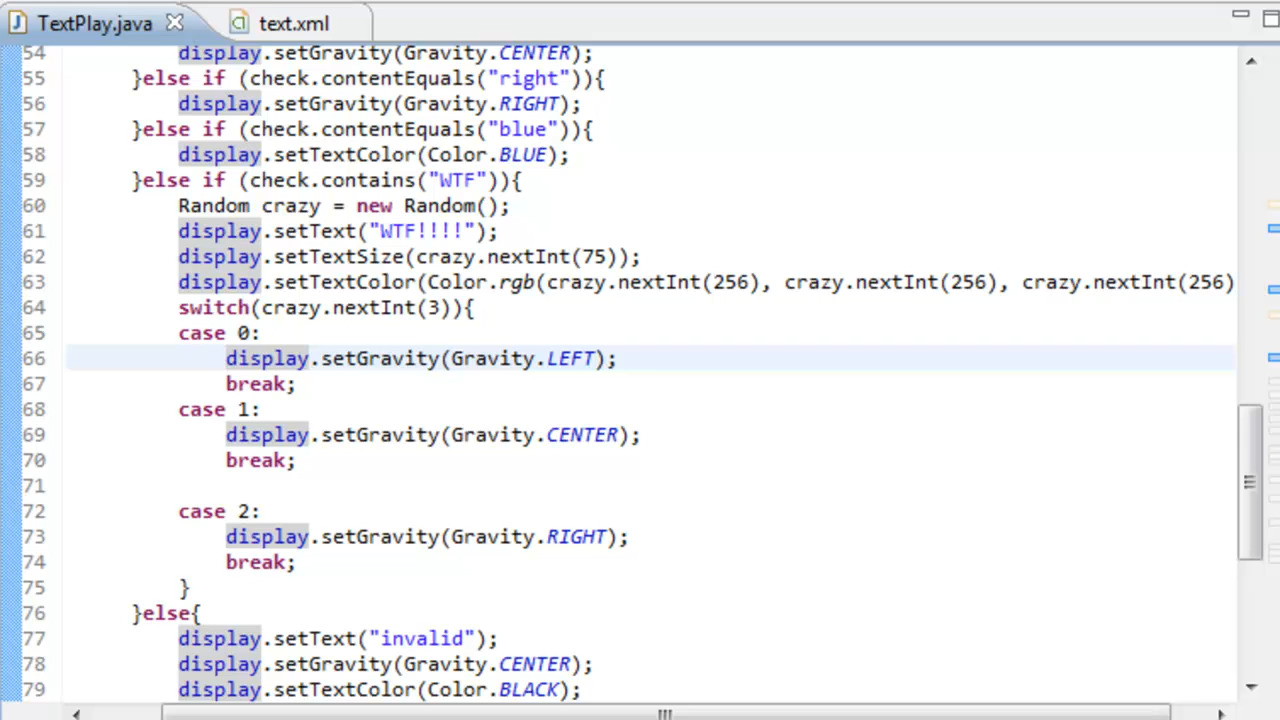 TextPlay.java text.xml
54 display.setGravity(Gravity.CENTER);
55 }else if (check.contentEquals("right")){
56 display.setGravity(Gravity.RIGHT);
57 }else if (check.contentEquals("blue")){
58 display.setTextColor(Color.BLUE);
59 }else if (check.contains("WTF")){
60 Random crazy = new Random();
61 display.setText("WTF!!!!");
62 display.setTextSize(crazy.nextInt(75));
63 display.setTextColor(Color.rgb(crazy.nextInt(256), crazy.nextInt(256), crazy.nextInt(256)
64 switch(crazy.nextInt(3)){
65 case 0:
66 display.setGravity(Gravity.LEFT);
67 break;
68 case 1:
69 display.setGravity(Gravity.CENTER);
70 break;
71
72 case 2:
73 display.setGravity(Gravity.RIGHT);
74 break;
75 }
76 }else{
77 display.setText("invalid");
78 display.setGravity(Gravity.CENTER);
79 display.setTextColor(Color.BLACK);